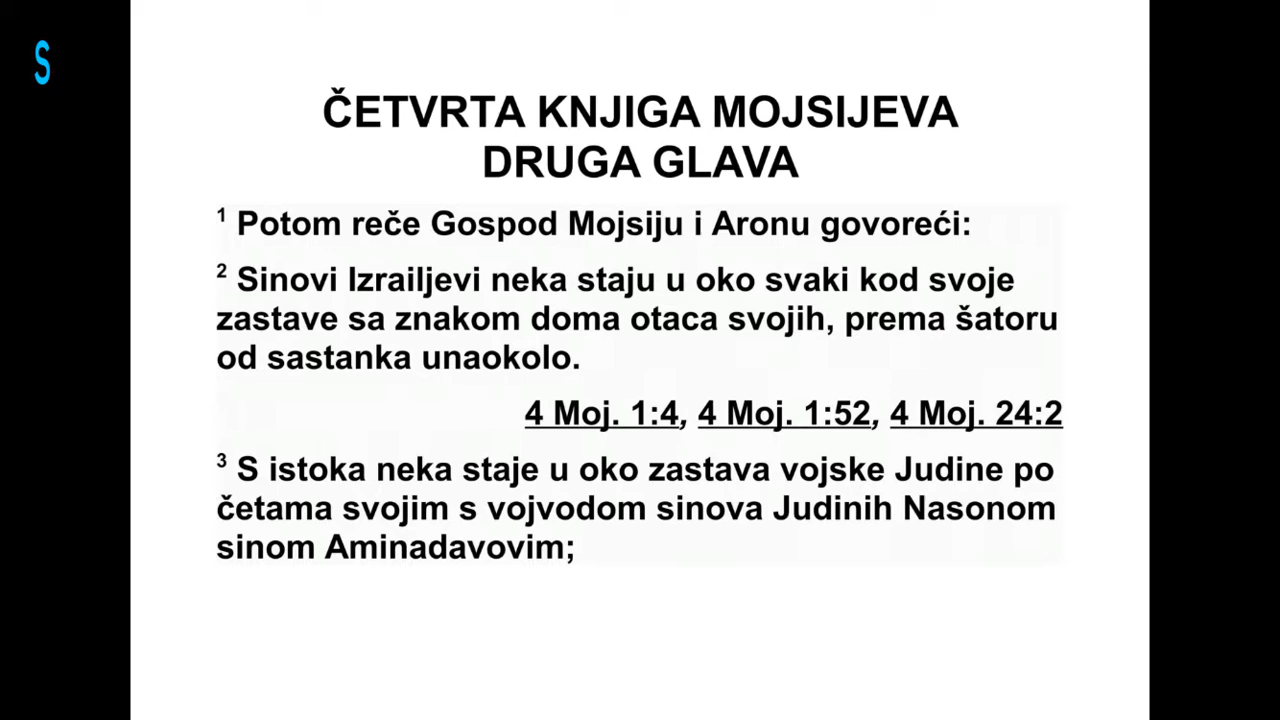 S
ČETVRTA KNJIGA MOJSIJEVA
DRUGA GLAVA
1 Potom reče Gospod Mojsiju i Aronu govoreći:
2 Sinovi Izrailjevi neka staju u oko svaki kod svoje
zastave sa znakom doma otaca svojih, prema šatoru
od sastanka unaokolo.
4 Moj. 1:4, 4 Moj. 1:52, 4 Moj. 24:2
3 S istoka neka staje u oko zastava vojske Judine po
četama svojim s vojvodom sinova Judinih Nasonom
sinom Aminadavovim;